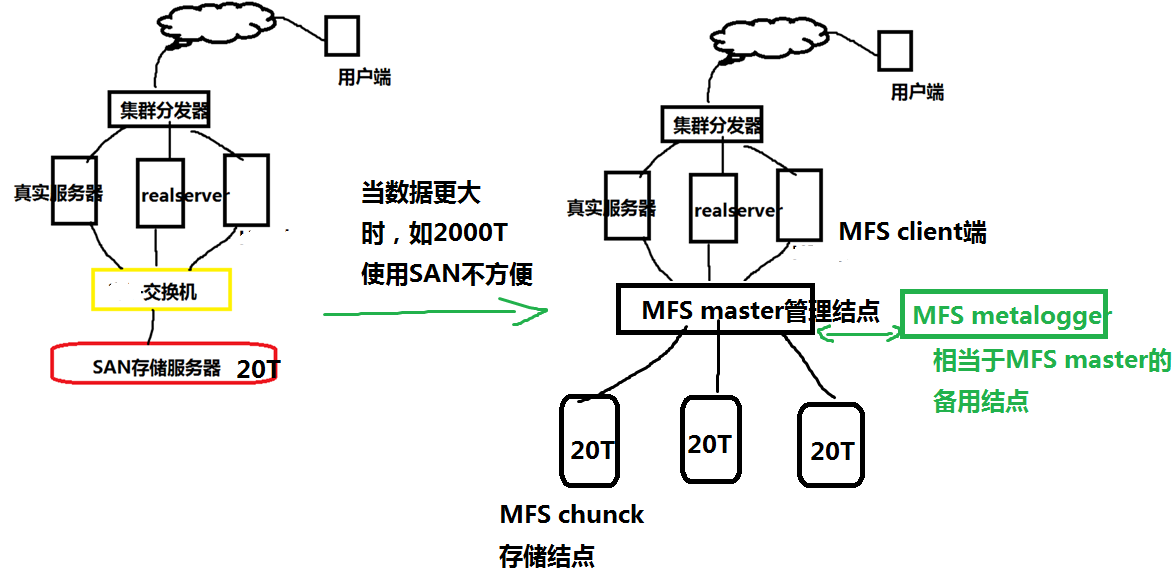 用户端
集群分发器
真实服务器
realserver
交换机
SAN存储服务器 20T
当数据更大
时，如2000T
使用SAN不方便
用户端
集群分发器
真实服务器
realserver
MFS client端
MFS master管理结点
MFS metalogger
相当于MFS master的
备用结点
20T
20T
20T
MFS chunck
存储结点